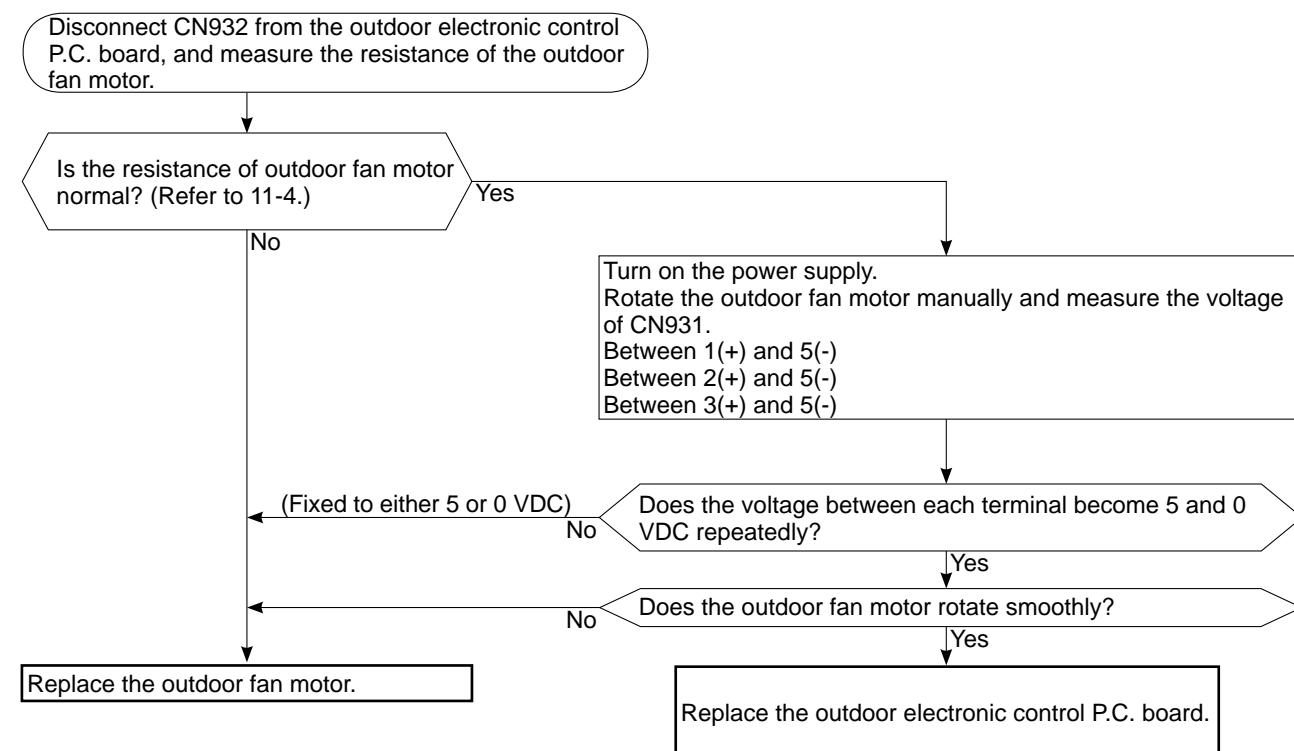 Disconnect CN932 from the outdoor electronic control
P.C. board, and measure the resistance of the outdoor
fan motor.
Is the resistance of outdoor fan motor
normal? (Refer to 11-4.)
Yes
No
Turn on the power supply.
Rotate the outdoor fan motor manually and measure the voltage
of CN931.
Between 1(+) and 5(-)
Between 2(+) and 5(-)
Between 3(+) and 5(-)
(Fixed to either 5 or 0 VDC)
No
Does the voltage between each terminal become 5 and 0
VDC repeatedly?
Yes
No
Does the outdoor fan motor rotate smoothly?
Yes
Replace the outdoor fan motor.
Replace the outdoor electronic control P.C. board.